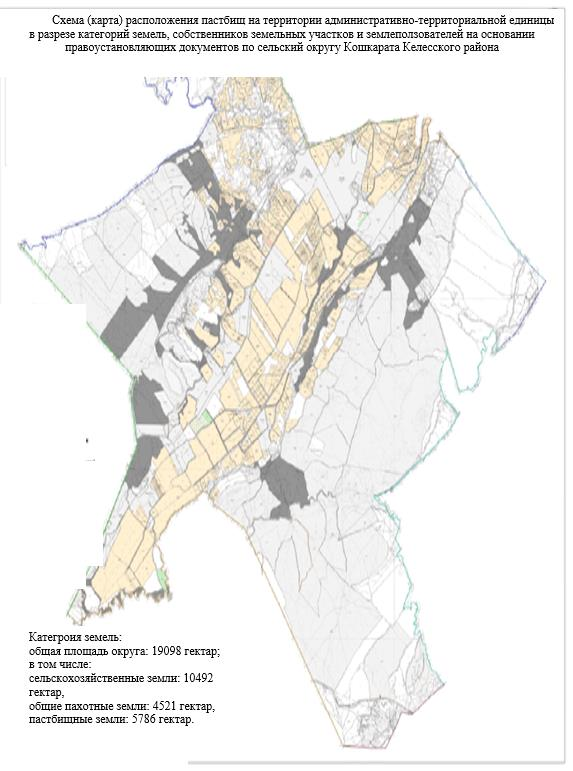 Схема (карта) расположения пастбищ на территории административно-территориальной единицы
в разрезе категорий земель, собственников земельных участков и землепользователей на основании
правоустановляющих документов по сельский округу Кошкарата Келесского района
Категроия земель:
общая площадь округа: 19098 гектар;
в том числе:
сельскохозяйственные земли: 10492
гектар,
общие пахотные земли: 4521 гектар,
пастбищные земли: 5786 гектар.